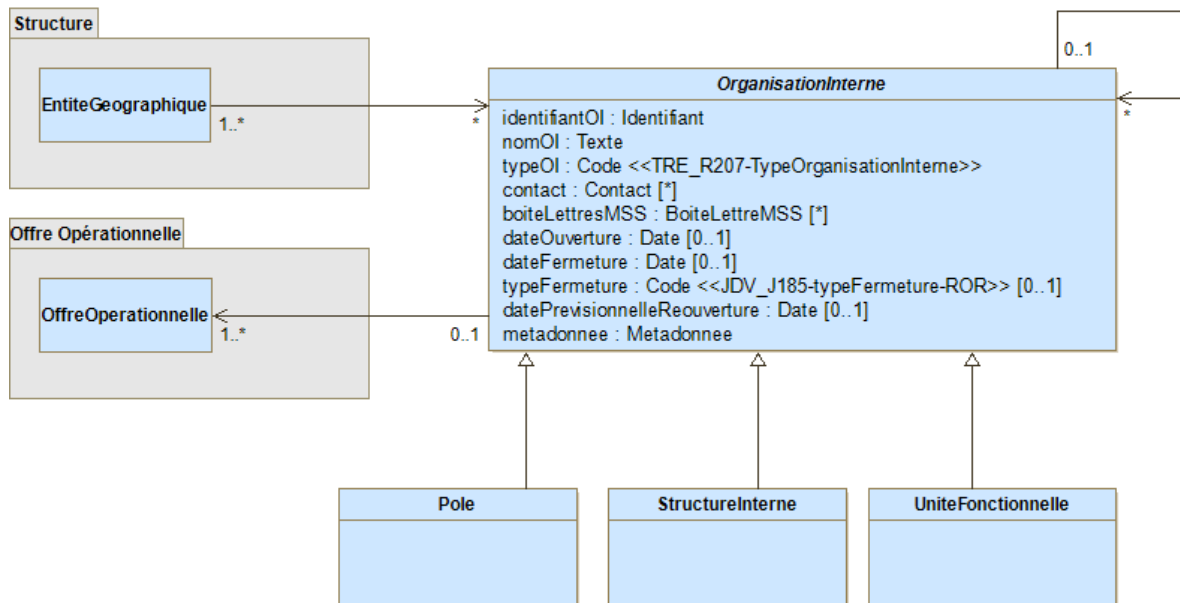 Structure
EntiteGeographique
1..*
*
0..1
*
OrganisationInterne
identifiantOI : Identifiant
nomOI : Texte
typeOI : Code <<TRE_R207-TypeOrganisationInterne>>
contact : Contact [*]
boiteLettresMSS : BoiteLettreMSS [*]
dateOuverture : Date [0..1]
dateFermeture : Date [0..1]
typeFermeture : Code <<JDV_J185-typeFermeture-ROR>> [0..1]
datePrevisionnelleReouverture : Date [0..1]
metadonnee : Metadonnee
Offre Opérationnelle
OffreOperationnelle
1..*
0..1
Pole
StructureInterne
UniteFonctionnelle